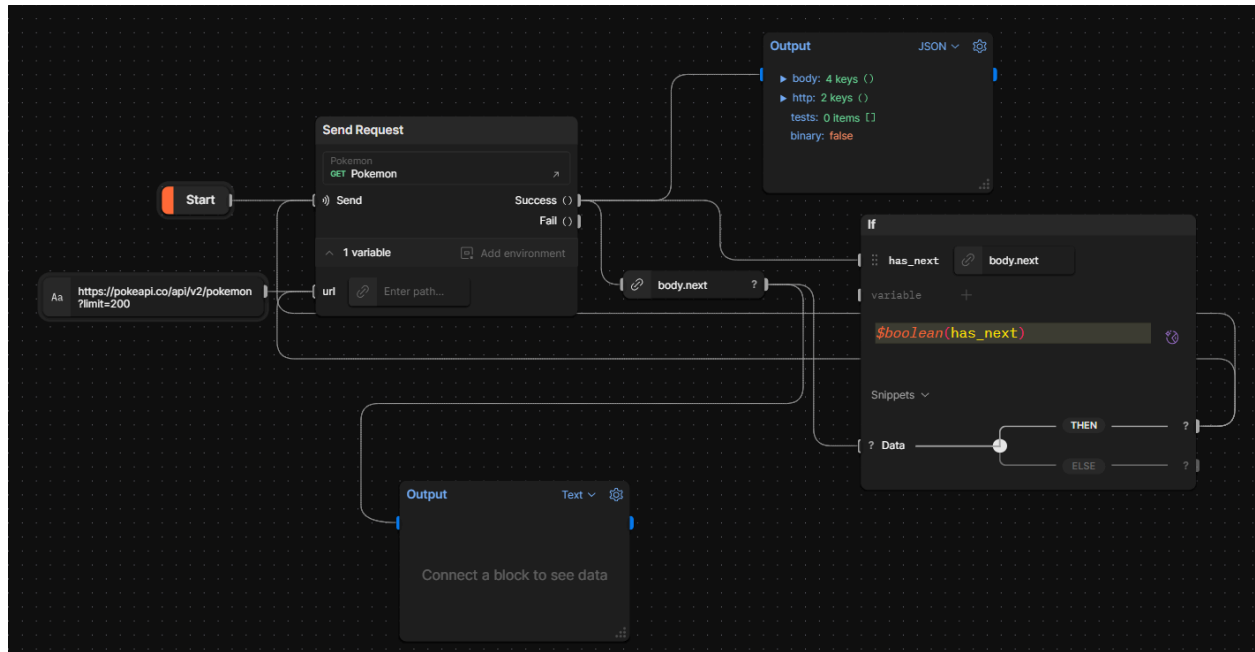 Output JSON
body: 4 keys ()
http: 2 keys ()
tests: 0 items []
binary: false
Send Request
Pokemon
GET Pokemon
Start
Send Success ()
Fail ()
1 variable Add environment
url Enter path...
Aa https://pokeapi.co/api/v2/pokemon
?limit=200
body.next ?
If
has_next body.next
variable
$boolean(has_next)
Snippets
? Data
THEN ?
ELSE ?
Output Text
Connect a block to see data